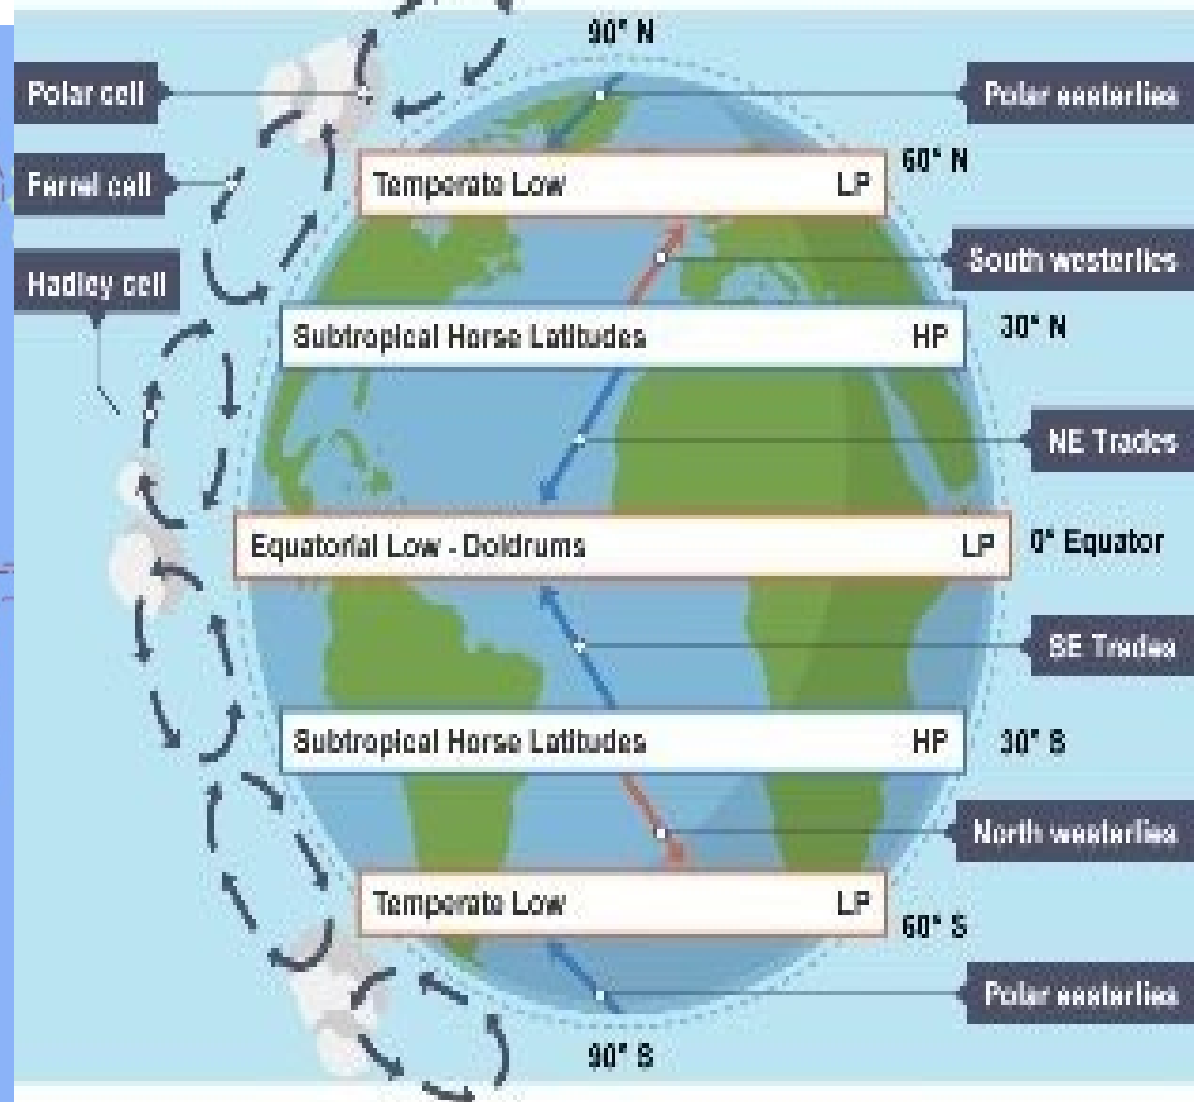 90° N
Polar cell
Polar easterlies
60° N
Ferrel cell
Temperate Low LP
South westerlies
Hadley cell
Subtropical Horse Latitudes HP
30° N
NE Trades
Equatorial Low - Doldrums LP
0° Equator
SE Trades
Subtropical Horse Latitudes HP
30° S
North westerlies
Temperate Low LP
60° S
Polar easterlies
90° S